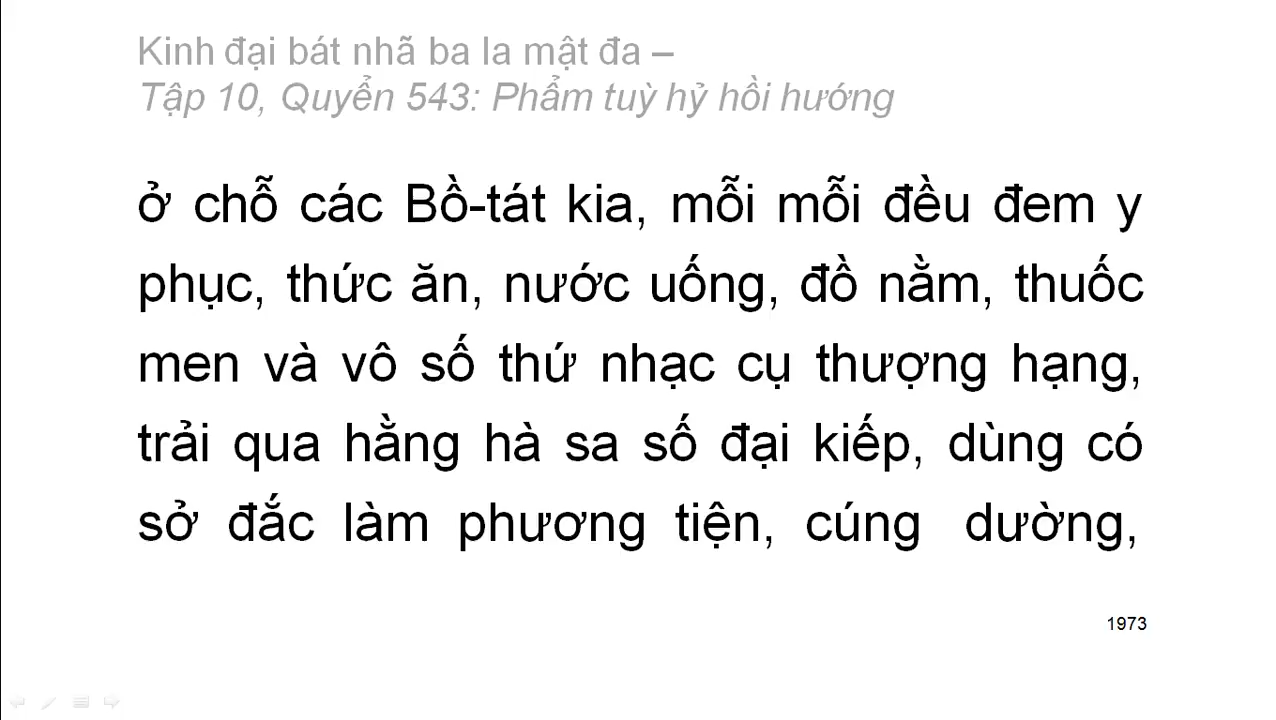 Kinh đại bát nhã ba la mật đa –
Tập 10, Quyển 543: Phẩm tuỳ hỷ hồi hướng
ở chỗ các Bồ-tát kia, mỗi mỗi đều đem y
phục, thức ăn, nước uống, đồ nằm, thuốc
men và vô số thứ nhạc cụ thượng hạng,
trải qua hằng hà sa số đại kiếp, dùng có
sở đắc làm phương tiện, cúng dường,
1973